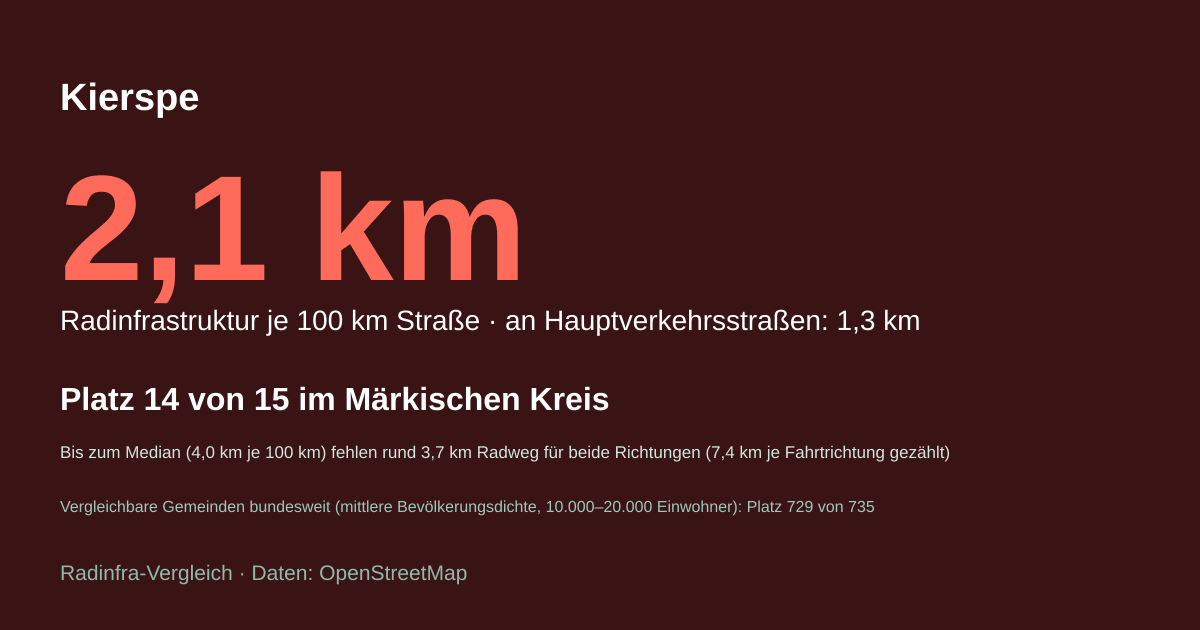 Kierspe
2,1 km
Radinfrastruktur je 100 km Straße · an Hauptverkehrsstraßen: 1,3 km
Platz 14 von 15 im Märkischen Kreis
Bis zum Median (4,0 km je 100 km) fehlen rund 3,7 km Radweg für beide Richtungen (7,4 km je Fahrtrichtung gezählt)
Vergleichbare Gemeinden bundesweit (mittlere Bevölkerungsdichte, 10.000–20.000 Einwohner): Platz 729 von 735
Radinfra-Vergleich · Daten: OpenStreetMap